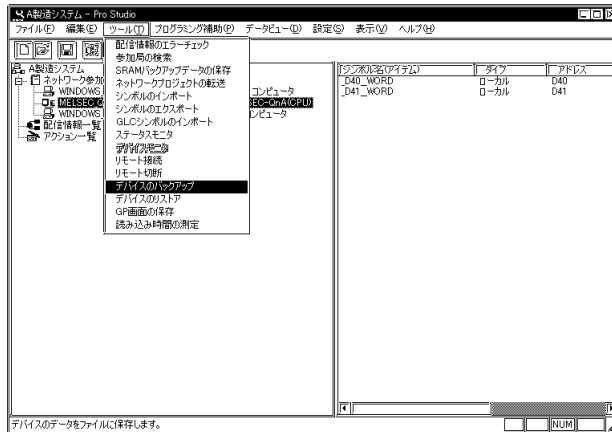 A製造システム - Pro Studio
ファイル(F) 編集(E) ツール(T) プログラミング補助(P) データビュー(D) 設定(S) 表示(V) ヘルプ(H)
配信情報のエラーチェック
参加局の検索
SRAMバックアップデータの保存
ネットワークプロジェクトの転送
シンボルのインポート
シンボルのエクスポート
GLCシンボルのインポート
ステータスモニタ
デバイスモニタ
リモート接続
リモート切断
デバイスのバックアップ
デバイスのリストア
GP画面の保存
読み込み時間の測定
A製造システム
ネットワーク参加
WINDOWS
コンピュータ
MELSEC
SEC-QnA(CPU)
WINDOWS
ンピュータ
配信情報一覧
アクション一覧
シンボル名(アイテム) タイプ アドレス
_D40_WORD ローカル D40
_D41_WORD ローカル D41
デバイスのデータをファイルに保存します。
NUM